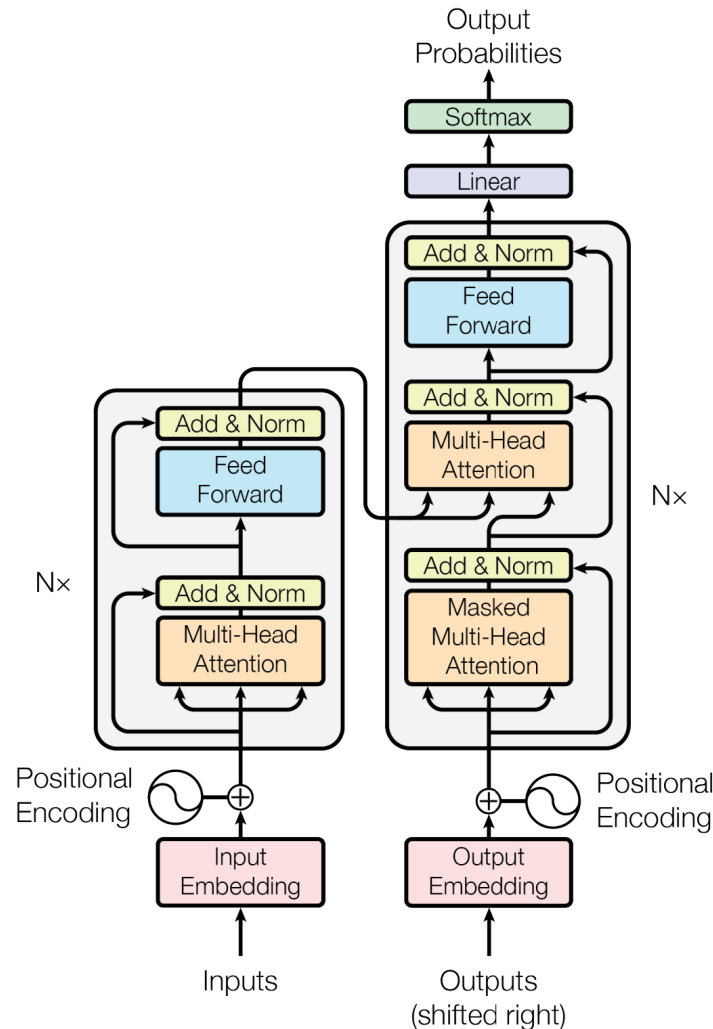 Output
Probabilities
Softmax
Linear
Add & Norm
Feed
Forward
Add & Norm
Multi-Head
Attention
Add & Norm
Masked
Multi-Head
Attention
N×
Add & Norm
Feed
Forward
Add & Norm
Multi-Head
Attention
N×
Positional
Encoding
Input
Embedding
Inputs
Positional
Encoding
Output
Embedding
Outputs
(shifted right)